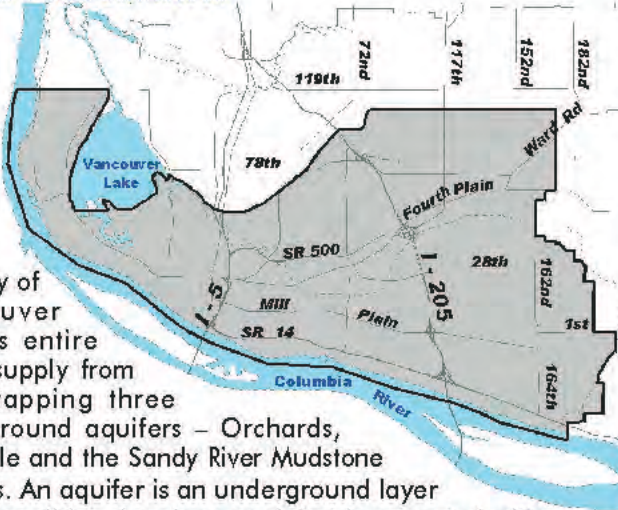 72nd
117th
152nd
182nd
119th
Ward Rd
Vancouver
Lake
78th
Fourth Plain
SR 500
28th
162nd
I - 5
I - 205
Mill
Plain
1st
SR 14
164th
Columbia
River
y of
uver
s entire
supply from
apping three
round aquifers – Orchards,
le and the Sandy River Mudstone
s. An aquifer is an underground layer